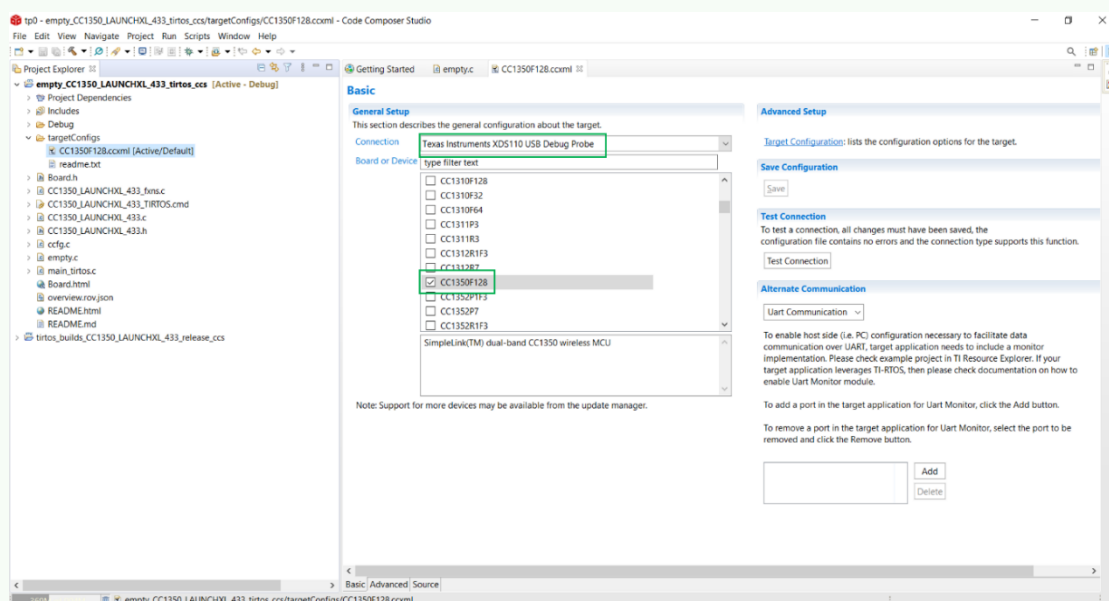 tp0 - empty_CC1350_LAUNCHXL_433_tirtos_ccs/targetConfigs/CC1350F128.ccxml - Code Composer Studio
File Edit View Navigate Project Run Scripts Window Help
Project Explorer
empty_CC1350_LAUNCHXL_433_tirtos_ccs [Active - Debug]
Project Dependencies
Includes
Debug
targetConfigs
CC1350F128.ccxml [Active/Default]
readme.txt
Board.h
CC1350_LAUNCHXL_433_fxns.c
CC1350_LAUNCHXL_433_TIRTOS.cmd
CC1350_LAUNCHXL_433.c
CC1350_LAUNCHXL_433.h
ccfg.c
empty.c
main_tirtos.c
Board.html
overview.rov.json
README.html
README.md
tirtos_builds_CC1350_LAUNCHXL_433_release_ccs
Getting Started empty.c CC1350F128.ccxml
Basic
General Setup
This section describes the general configuration about the target.
Connection Texas Instruments XDS110 USB Debug Probe
Board or Device type filter text
CC1310F128
CC1310F32
CC1310F64
CC1311P3
CC1311R3
CC1312R1F3
CC1312R7
CC1350F128
CC1352P1F3
CC1352P7
CC1352R1F3
SimpleLink(TM) dual-band CC1350 wireless MCU
Note: Support for more devices may be available from the update manager.
Advanced Setup
Target Configuration: lists the configuration options for the target.
Save Configuration
Save
Test Connection
To test a connection, all changes must have been saved, the
configuration file contains no errors and the connection type supports this function.
Test Connection
Alternate Communication
Uart Communication
To enable host side (i.e. PC) configuration necessary to facilitate data
communication over UART, target application needs to include a monitor
implementation. Please check example project in TI Resource Explorer. If your
target application leverages TI-RTOS, then please check documentation on how to
enable Uart Monitor module.
To add a port in the target application for Uart Monitor, click the Add button.
To remove a port in the target application for Uart Monitor, select the port to be
removed and click the Remove button.
Add
Delete
Basic Advanced Source
empty_CC1350_LAUNCHXL_433_tirtos_ccs/targetConfigs/CC1350F128.ccxml